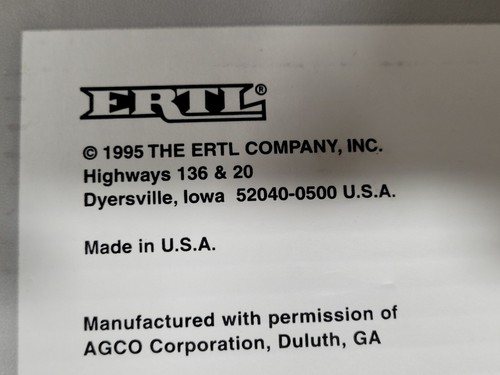 ERTL®
© 1995 THE ERTL COMPANY, INC.
Highways 136 & 20
Dyersville, Iowa 52040-0500 U.S.A.
Made in U.S.A.
Manufactured with permission of
AGCO Corporation, Duluth, GA